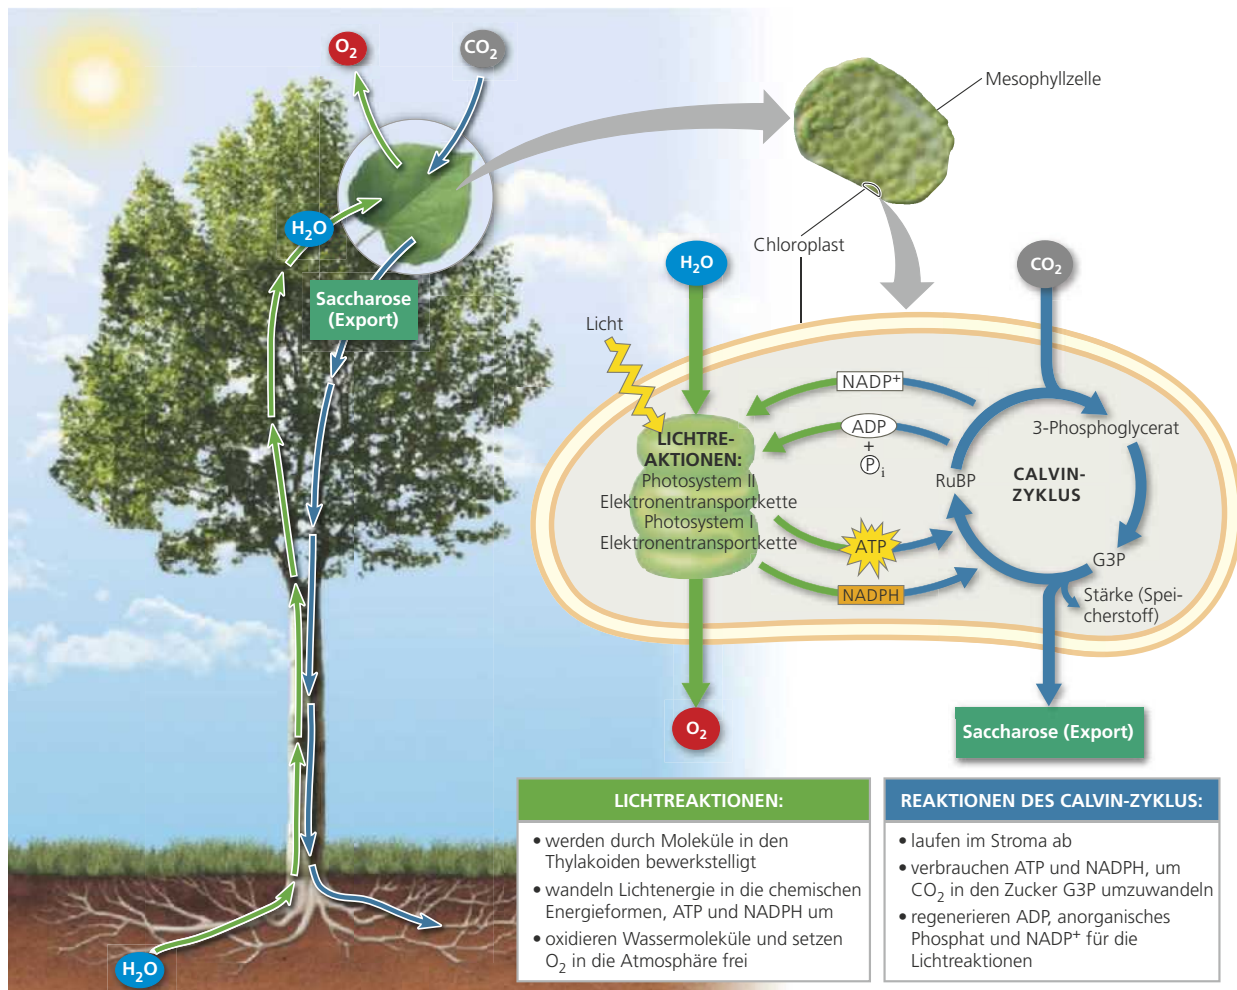 O2
CO2
Mesophyllzelle
H2O
Chloroplast
Saccharose
(Export)
H2O
CO2
Licht
NADP+
ADP
+
Pi
LICHTRE-
AKTIONEN:
Photosystem II
Elektronentransportkette
Photosystem I
Elektronentransportkette
3-Phosphoglycerat
RuBP
CALVIN-
ZYKLUS
ATP
G3P
NADPH
Stärke (Spei-
cherstoff)
O2
Saccharose (Export)
H2O
LICHTREAKTIONEN:
• werden durch Moleküle in den
Thylakoiden bewerkstelligt
• wandeln Lichtenergie in die chemischen
Energieformen, ATP und NADPH um
• oxidieren Wassermoleküle und setzen
O2 in die Atmosphäre frei
REAKTIONEN DES CALVIN-ZYKLUS:
• laufen im Stroma ab
• verbrauchen ATP und NADPH, um
CO2 in den Zucker G3P umzuwandeln
• regenerieren ADP, anorganisches
Phosphat und NADP+ für die
Lichtreaktionen